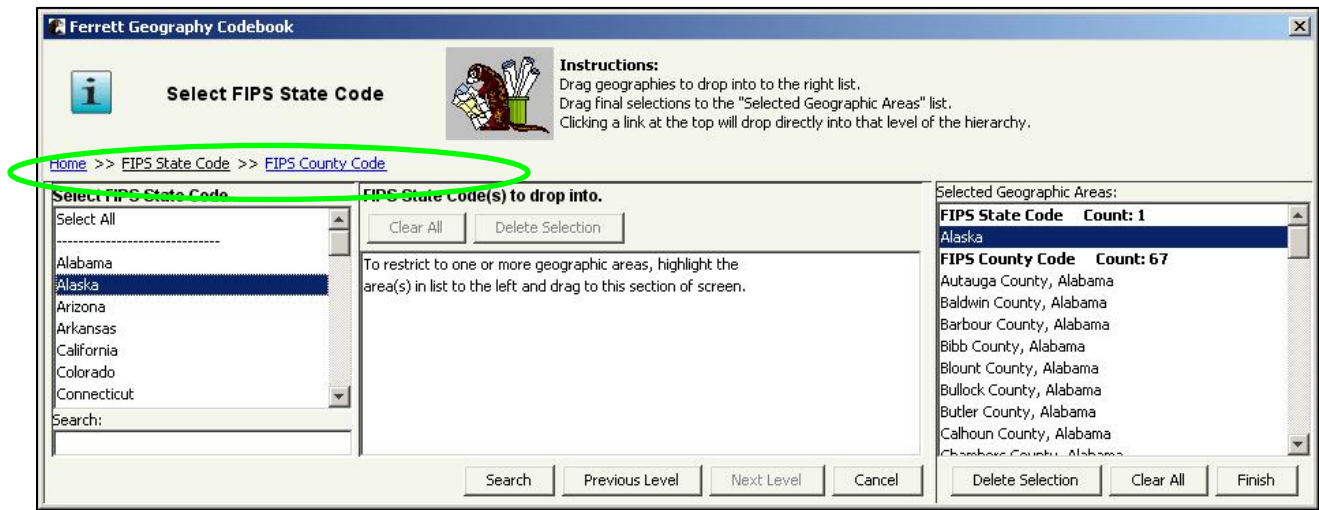 Ferrett Geography Codebook
Select FIPS State Code
Instructions:
Drag geographies to drop into to the right list.
Drag final selections to the "Selected Geographic Areas" list.
Clicking a link at the top will drop directly into that level of the hierarchy.
Home >> FIPS State Code >> FIPS County Code
Select FIPS State Code
Select All
------------------------------
Alabama
Alaska
Arizona
Arkansas
California
Colorado
Connecticut
Search:
FIPS State Code(s) to drop into.
Clear All
Delete Selection
To restrict to one or more geographic areas, highlight the
area(s) in list to the left and drag to this section of screen.
Search
Previous Level
Next Level
Cancel
Selected Geographic Areas:
FIPS State Code Count: 1
Alaska
FIPS County Code Count: 67
Autauga County, Alabama
Baldwin County, Alabama
Barbour County, Alabama
Bibb County, Alabama
Blount County, Alabama
Bullock County, Alabama
Butler County, Alabama
Calhoun County, Alabama
Chambers County, Alabama
Delete Selection
Clear All
Finish